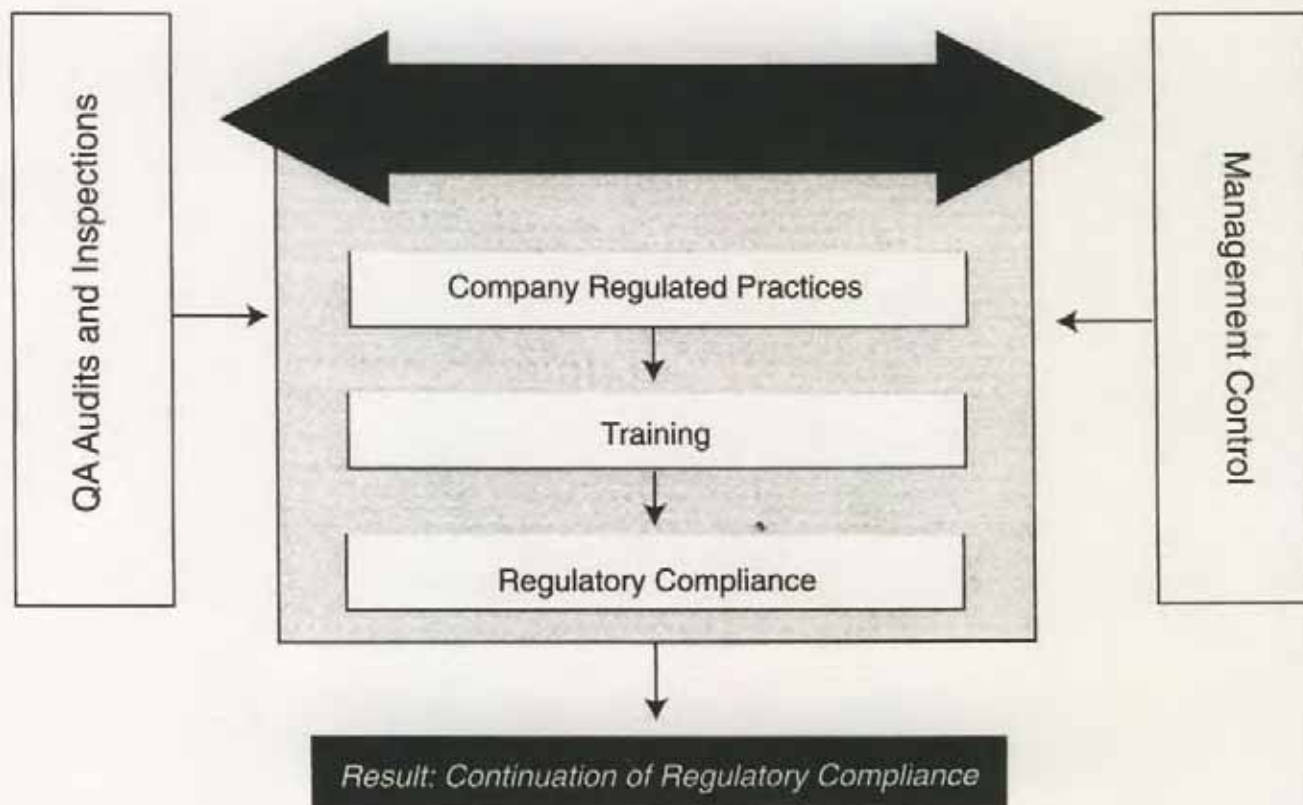 QA Audits and Inspections
Company Regulated Practices
Training
Regulatory Compliance
Management Control
Result: Continuation of Regulatory Compliance